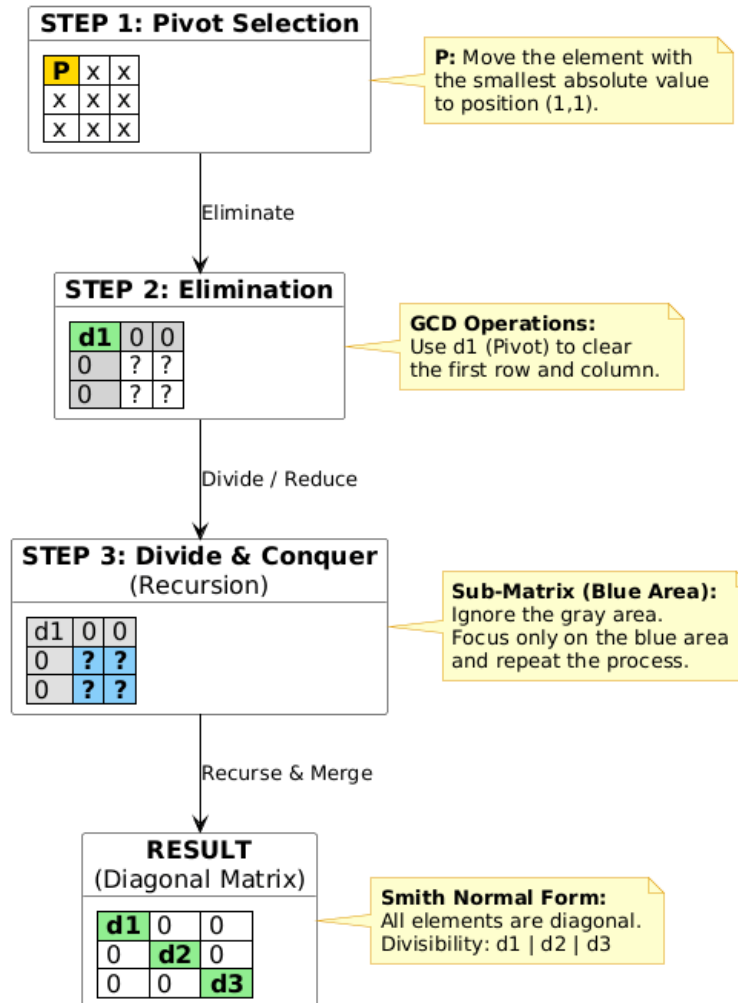 STEP 1: Pivot Selection
P x x
x x x
x x x
P: Move the element with
the smallest absolute value
to position (1,1).
Eliminate
STEP 2: Elimination
d1 0 0
0 ? ?
0 ? ?
GCD Operations:
Use d1 (Pivot) to clear
the first row and column.
Divide / Reduce
STEP 3: Divide & Conquer
(Recursion)
d1 0 0
0 ? ?
0 ? ?
Sub-Matrix (Blue Area):
Ignore the gray area.
Focus only on the blue area
and repeat the process.
Recurse & Merge
RESULT
(Diagonal Matrix)
d1 0 0
0 d2 0
0 0 d3
Smith Normal Form:
All elements are diagonal.
Divisibility: d1 | d2 | d3